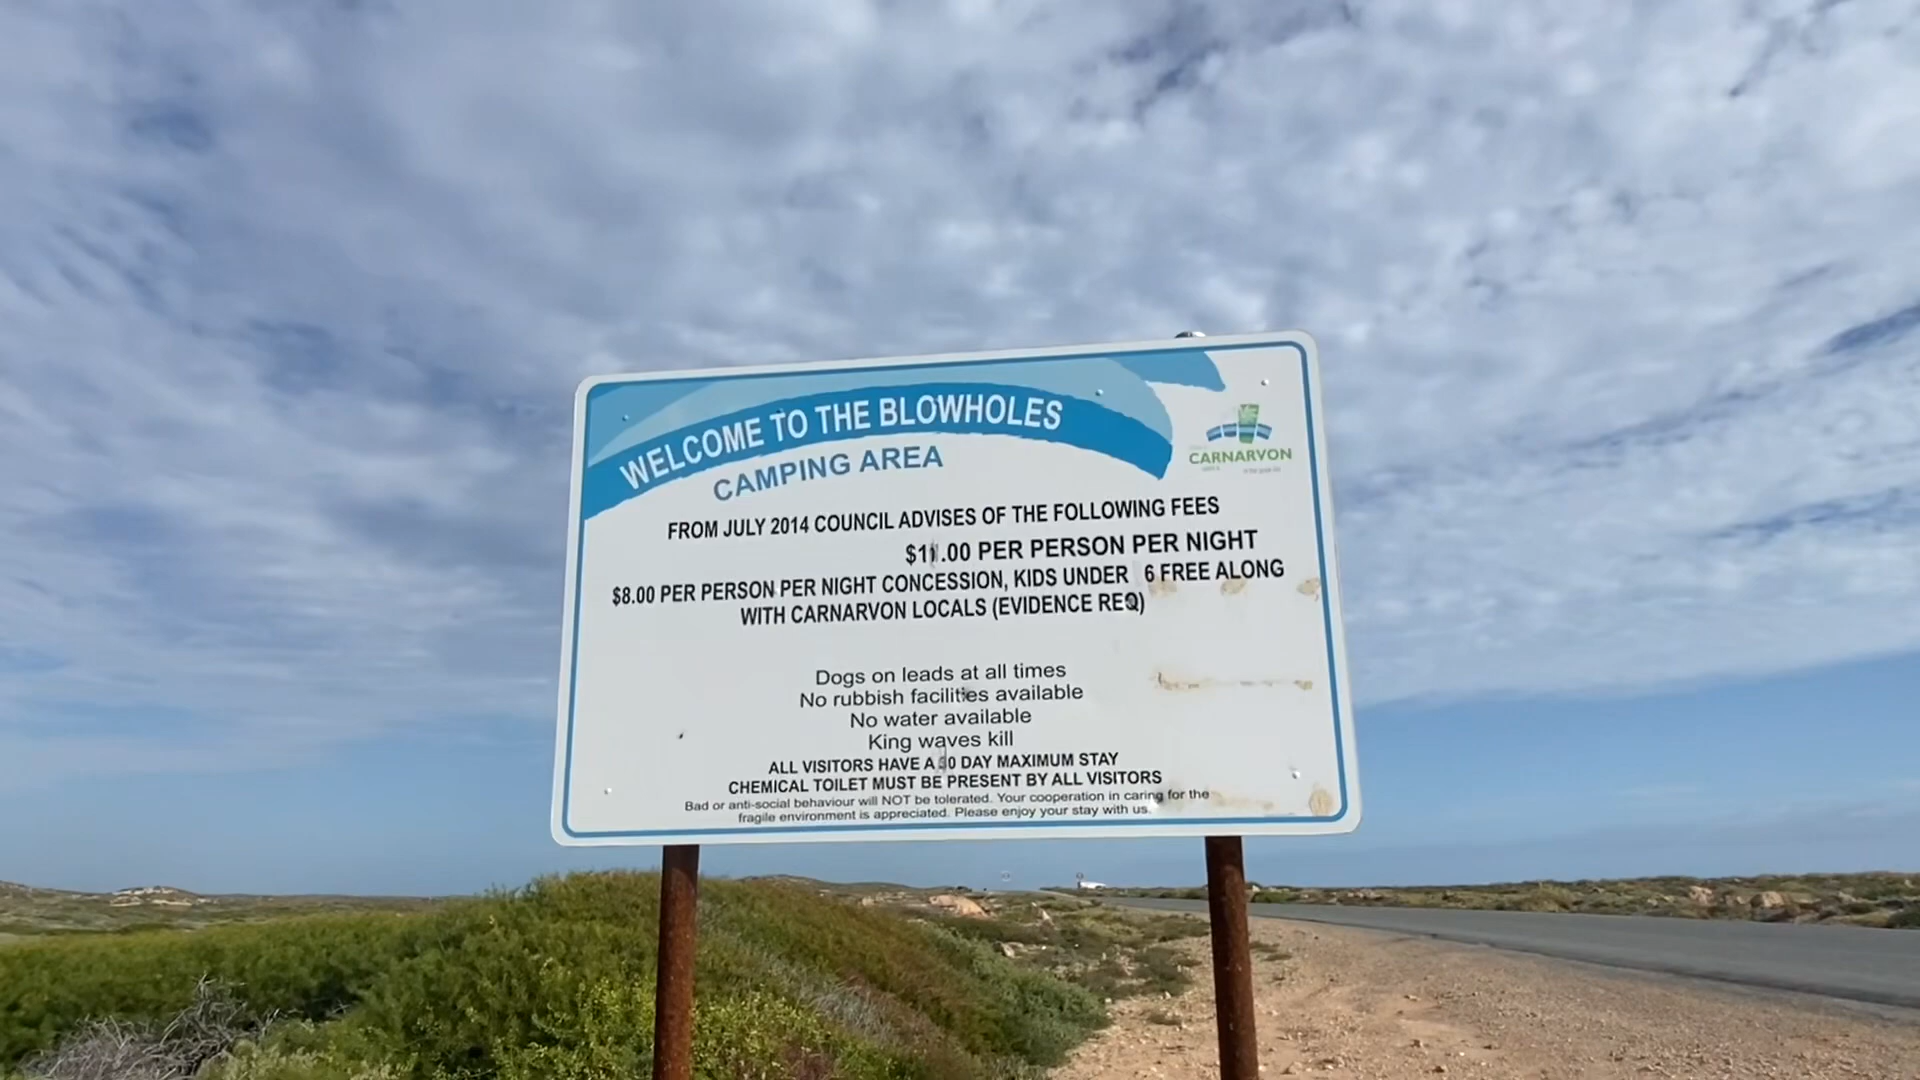 WELCOME TO THE BLOWHOLES
CAMPING AREA
CARNARVON
FROM JULY 2014 COUNCIL ADVISES OF THE FOLLOWING FEES
PER PERSON PER NIGHT
$8.00 PER PERSON PER NIGHT CONCESSION, KIDS UNDER 6 FREE ALONG
WITH CARNARVON LOCALS (EVIDENCE REQ)
Dogs on leads at all times
No rubbish facilities available
No water available
King waves kill
ALL VISITORS HAVE A DAY MAXIMUM STAY
CHEMICAL TOILET MUST BE PRESENT BY ALL VISITORS
Bad or anti-social behaviour will NOT be tolerated. Your cooperation in caring for the
fragile environment is appreciated. Please enjoy your stay with us.